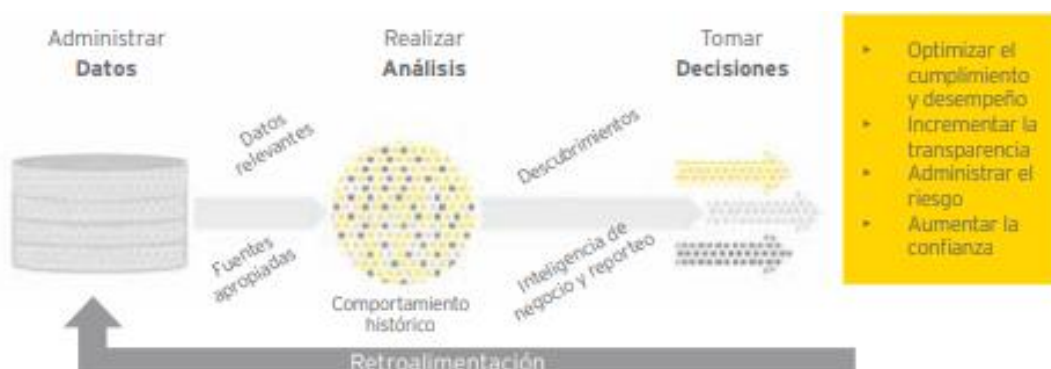 Administrar
Datos
Realizar
Análisis
Tomar
Decisiones
Datos
relevantes
Fuentes
apropiadas
Comportamiento
histórico
Descubrimientos
Inteligencia de
negocio y reporteo
Optimizar el
cumplimiento
y desempeño
Incrementar la
transparencia
Administrar el
riesgo
Aumentar la
confianza
Retroalimentación